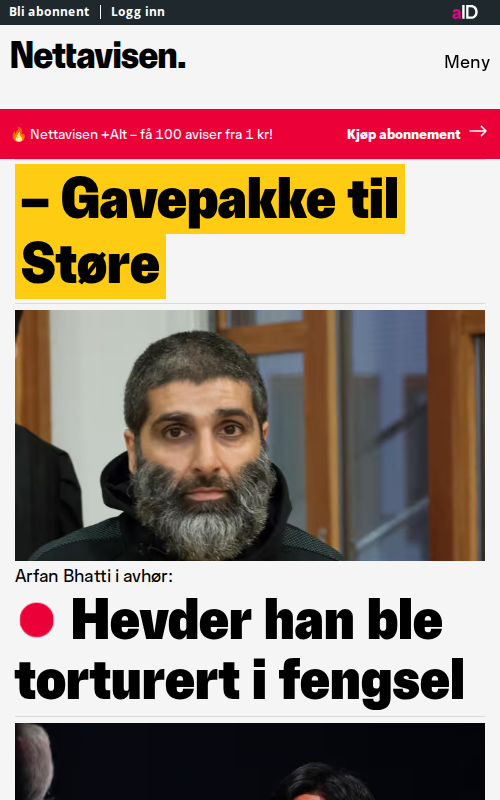 Bli abonnent | Logg inn
aID
Nettavisen.
Meny
🔥 Nettavisen +Alt – få 100 aviser fra 1 kr!
Kjøp abonnement →
– Gavepakke til
Støre
Arfan Bhatti i avhør:
Hevder han ble
torturert i fengsel